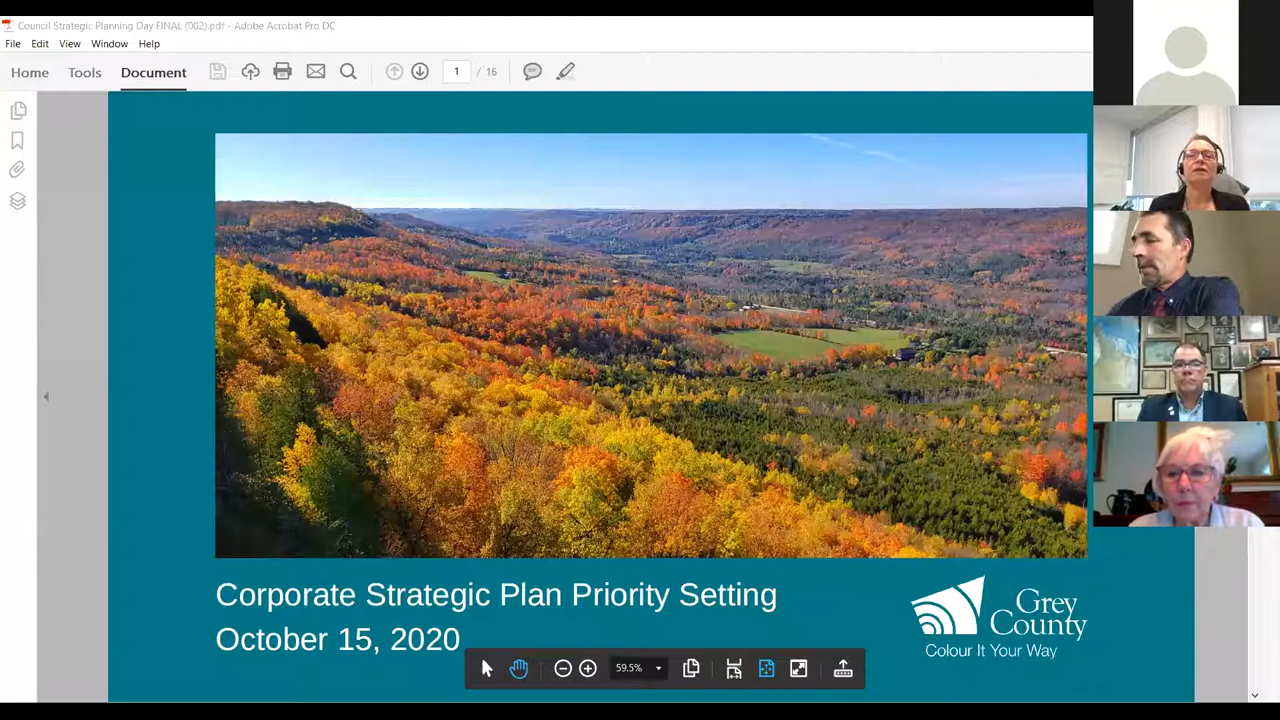 Council Strategic Planning Day FINAL (002).pdf - Adobe Acrobat Pro DC
File Edit View Window Help
Home Tools Document 1 / 16
Corporate Strategic Plan Priority Setting
October 15, 2020
Grey
County
Colour It Your Way
59.5%